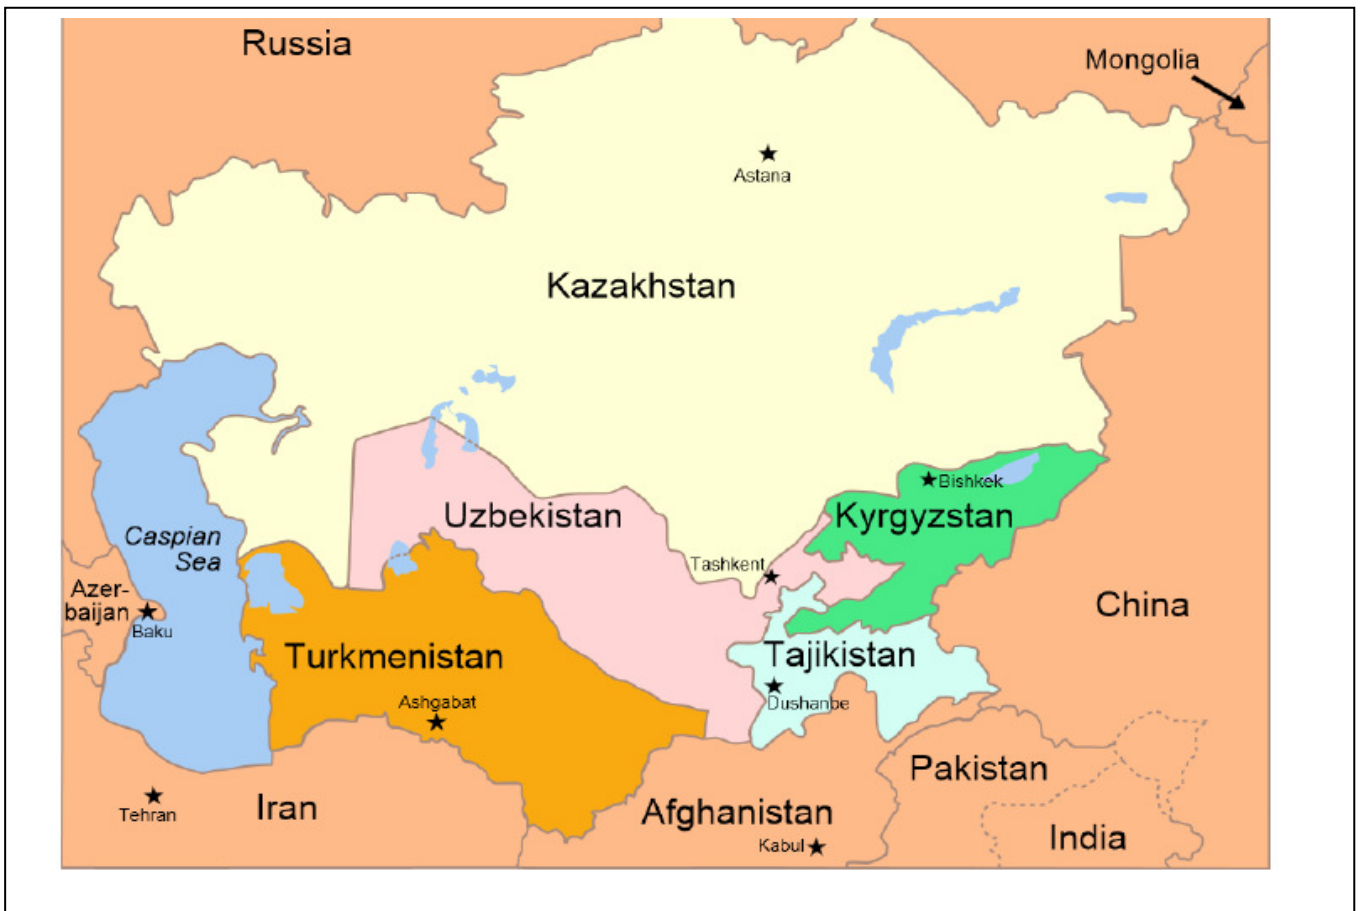 Russia
Mongolia
Astana
Kazakhstan
Bishkek
Uzbekistan
Kyrgyzstan
Caspian
Sea
Tashkent
Azer-
baijan
Baku
China
Turkmenistan
Tajikistan
Ashgabat
Dushanbe
Pakistan
Tehran
Iran
Afghanistan
India
Kabul